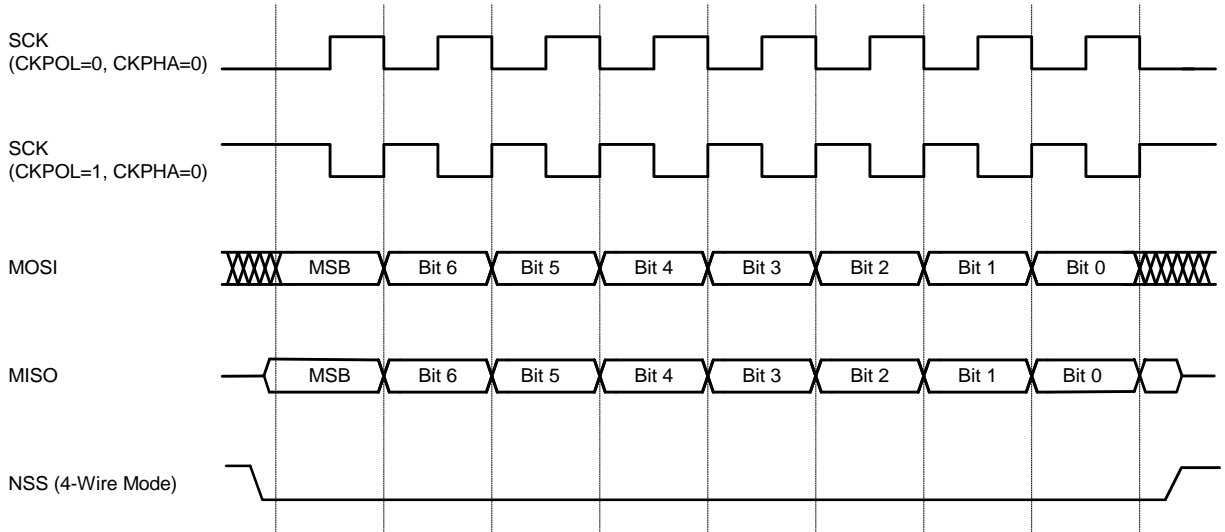 SCK
(CKPOL=0, CKPHA=0)
SCK
(CKPOL=1, CKPHA=0)
MOSI MSB Bit 6 Bit 5 Bit 4 Bit 3 Bit 2 Bit 1 Bit 0
MISO MSB Bit 6 Bit 5 Bit 4 Bit 3 Bit 2 Bit 1 Bit 0
NSS (4-Wire Mode)